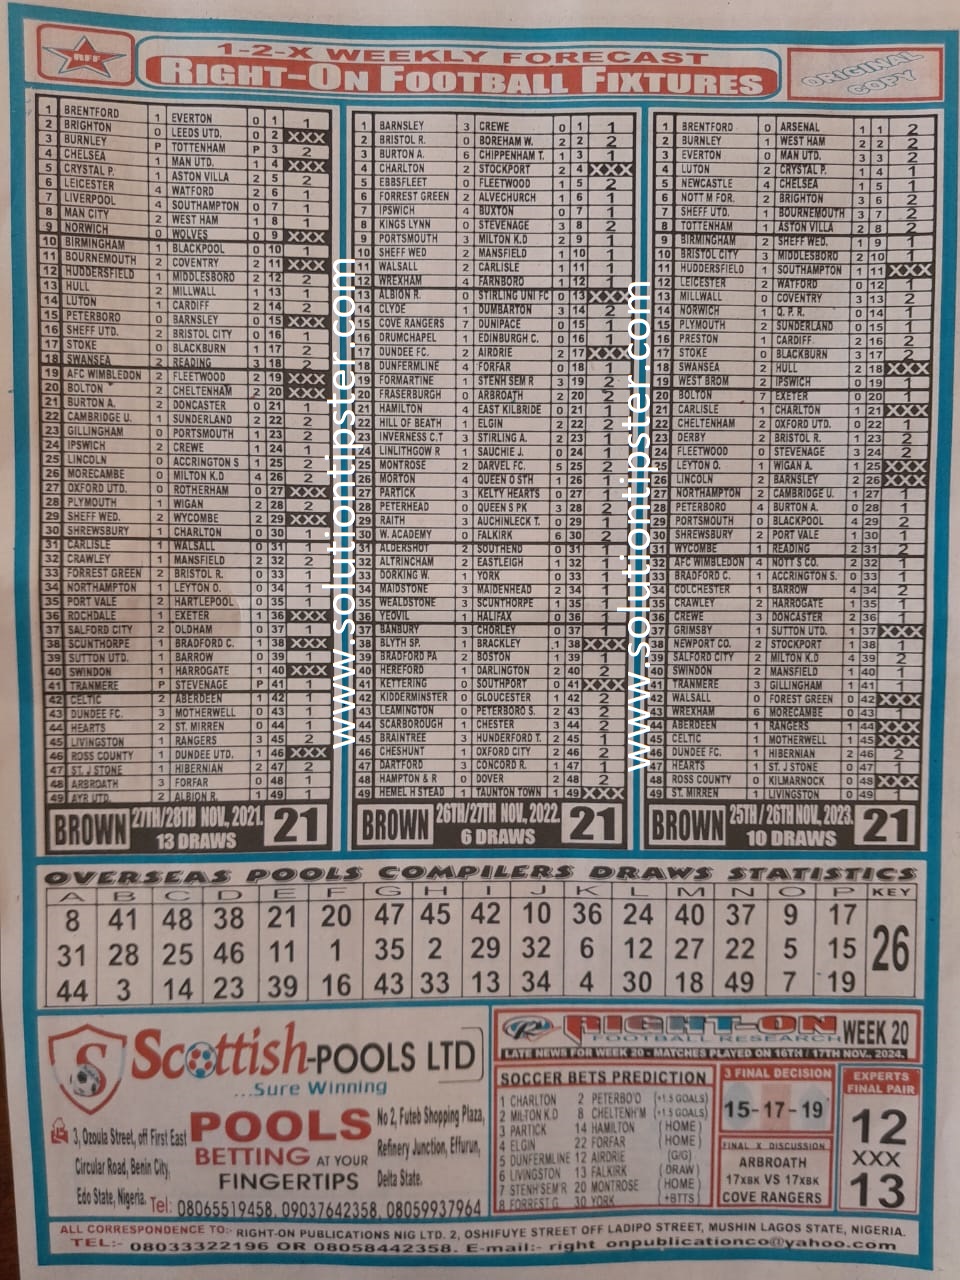 RFF
1-2-X WEEKLY FORECAST
RIGHT-ON FOOTBALL FIXTURES
ORIGINAL COPY
1 BRENTFORD 1 EVERTON 0 1 1
2 BRIGHTON 0 LEEDS UTD. 0 2 XXX
3 BURNLEY P TOTTENHAM P 3 2
4 CHELSEA 1 MAN UTD. 1 4 XXX
5 CRYSTAL P. 1 ASTON VILLA 2 5 2
6 LEICESTER 4 WATFORD 2 6 1
7 LIVERPOOL 4 SOUTHAMPTON 0 7 1
8 MAN CITY 2 WEST HAM 1 8 1
9 NORWICH 0 WOLVES 0 9 XXX
10 BIRMINGHAM 1 BLACKPOOL 0 10 1
11 BOURNEMOUTH 2 COVENTRY 2 11 XXX
12 HUDDERSFIELD 1 MIDDLESBORO 2 12 2
13 HULL 2 MILLWALL 1 13 1
14 LUTON 1 CARDIFF 2 14 2
15 PETERBORO 0 BARNSLEY 0 15 XXX
16 SHEFF UTD. 2 BRISTOL CITY 0 16 1
17 STOKE 0 BLACKBURN 1 17 2
18 SWANSEA 2 READING 3 18 2
19 AFC WIMBLEDON 2 FLEETWOOD 2 19 XXX
20 BOLTON 2 CHELTENHAM 2 20 XXX
21 BURTON A. 2 DONCASTER 0 21 1
22 CAMBRIDGE U. 1 SUNDERLAND 2 22 2
23 GILLINGHAM 0 PORTSMOUTH 1 23 2
24 IPSWICH 2 CREWE 1 24 1
25 LINCOLN 0 ACCRINGTON S 1 25 2
26 MORECAMBE 0 MILTON K.D 4 26 2
27 OXFORD UTD. 0 ROTHERHAM 0 27 XXX
28 PLYMOUTH 1 WIGAN 2 28 2
29 SHEFF WED. 2 WYCOMBE 2 29 XXX
30 SHREWSBURY 1 CHARLTON 0 30 1
31 CARLISLE 1 WALSALL 0 31 1
32 CRAWLEY 1 MANSFIELD 2 32 2
33 FORREST GREEN 2 BRISTOL R. 0 33 1
34 NORTHAMPTON 1 LEYTON O. 0 34 1
35 PORT VALE 2 HARTLEPOOL 0 35 1
36 ROCHDALE 1 EXETER 1 36 XXX
37 SALFORD CITY 2 OLDHAM 0 37 1
38 SCUNTHORPE 1 BRADFORD C. 1 38 XXX
39 SUTTON UTD. 1 BARROW 0 39 1
40 SWINDON 1 HARROGATE 1 40 XXX
41 TRANMERE P STEVENAGE P 41 1
42 CELTIC 2 ABERDEEN 1 42 1
43 DUNDEE FC. 3 MOTHERWELL 0 43 1
44 HEARTS 2 ST. MIRREN 0 44 1
45 LIVINGSTON 1 RANGERS 3 45 2
46 ROSS COUNTY 1 DUNDEE UTD. 1 46 XXX
47 ST. J STONE 1 HIBERNIAN 2 47 2
48 ARBROATH 3 FORFAR 0 48 1
49 AYR UTD. 2 ALBION R. 1 49 1
BROWN 27TH/28TH NOV., 2021. 13 DRAWS 21
1 BARNSLEY 3 CREWE 0 1 1
2 BRISTOL R. 0 BOREHAM W. 2 2 2
3 BURTON A. 6 CHIPPENHAM T. 1 3 1
4 CHARLTON 2 STOCKPORT 2 4 XXX
5 EBBSFLEET 0 FLEETWOOD 1 5 2
6 FORREST GREEN 2 ALVECHURCH 1 6 1
7 IPSWICH 4 BUXTON 0 7 1
8 KINGS LYNN 0 STEVENAGE 3 8 2
9 PORTSMOUTH 3 MILTON K.D 2 9 1
10 SHEFF WED 2 MANSFIELD 1 10 1
11 WALSALL 2 CARLISLE 1 11 1
12 WREXHAM 4 FARNBORO 1 12 1
13 ALBION R. 0 STIRLING UNI FC 0 13 XXX
14 CLYDE 1 DUMBARTON 3 14 2
15 COVE RANGERS 7 DUNIPACE 0 15 1
16 DRUMCHAPEL 1 EDINBURGH C. 0 16 1
17 DUNDEE FC. 2 AIRDRIE 2 17 XXX
18 DUNFERMLINE 4 FORFAR 0 18 1
19 FORMARTINE 1 STENH SEM R 3 19 2
20 FRASERBURGH 0 ARBROATH 2 20 2
21 HAMILTON 4 EAST KILBRIDE 0 21 1
22 HILL OF BEATH 1 ELGIN 2 22 2
23 INVERNESS C.T 3 STIRLING A. 2 23 1
24 LINLITHGOW R 1 SAUCHIE J. 0 24 1
25 MONTROSE 2 DARVEL FC. 5 25 2
26 MORTON 4 QUEEN O STH 1 26 1
27 PARTICK 3 KELTY HEARTS 0 27 1
28 PETERHEAD 0 QUEEN S PK 3 28 2
29 RAITH 3 AUCHINLECK T. 0 29 1
30 W. ACADEMY 0 FALKIRK 6 30 2
31 ALDERSHOT 2 SOUTHEND 0 31 1
32 ALTRINCHAM 2 EASTLEIGH 1 32 1
33 DORKING W. 1 YORK 0 33 1
34 MAIDSTONE 3 MAIDENHEAD 2 34 1
35 WEALDSTONE 3 SCUNTHORPE 1 35 1
36 YEOVIL 1 HALIFAX 0 36 1
37 BANBURY 3 CHORLEY 0 37 1
38 BLYTH SP. 1 BRACKLEY 1 38 XXX
39 BRADFORD PA 2 BOSTON 1 39 1
40 HEREFORD 1 DARLINGTON 2 40 2
41 KETTERING 0 SOUTHPORT 0 41 XXX
42 KIDDERMINSTER 0 GLOUCESTER 1 42 2
43 LEAMINGTON 0 PETERBORO S. 2 43 2
44 SCARBOROUGH 1 CHESTER 3 44 2
45 BRAINTREE 3 HUNDERFORD T. 2 45 1
46 CHESHUNT 1 OXFORD CITY 2 46 2
47 DARTFORD 3 CONCORD R. 1 47 1
48 HAMPTON & R 0 DOVER 2 48 2
49 HEMEL H STEAD 1 TAUNTON TOWN 1 49 XXX
BROWN 26TH/27TH NOV., 2022. 6 DRAWS 21
1 BRENTFORD 0 ARSENAL 1 1 2
2 BURNLEY 1 WEST HAM 2 2 2
3 EVERTON 0 MAN UTD. 3 3 2
4 LUTON 2 CRYSTAL P. 1 4 1
5 NEWCASTLE 4 CHELSEA 1 5 1
6 NOTT M FOR. 2 BRIGHTON 3 6 2
7 SHEFF UTD. 1 BOURNEMOUTH 3 7 2
8 TOTTENHAM 1 ASTON VILLA 2 8 2
9 BIRMINGHAM 2 SHEFF WED. 1 9 1
10 BRISTOL CITY 3 MIDDLESBORO 2 10 1
11 HUDDERSFIELD 1 SOUTHAMPTON 1 11 XXX
12 LEICESTER 2 WATFORD 0 12 1
13 MILLWALL 0 COVENTRY 3 13 2
14 NORWICH 1 Q. P. R. 0 14 1
15 PLYMOUTH 2 SUNDERLAND 0 15 1
16 PRESTON 1 CARDIFF. 2 16 2
17 STOKE 0 BLACKBURN 3 17 2
18 SWANSEA 2 HULL 2 18 XXX
19 WEST BROM 2 IPSWICH 0 19 1
20 BOLTON 7 EXETER 0 20 1
21 CARLISLE 1 CHARLTON 1 21 XXX
22 CHELTENHAM 2 OXFORD UTD. 0 22 1
23 DERBY 2 BRISTOL R. 1 23 2
24 FLEETWOOD 0 STEVENAGE 3 24 2
25 LEYTON O. 1 WIGAN A. 1 25 XXX
26 LINCOLN 2 BARNSLEY 2 26 XXX
27 NORTHAMPTON 2 CAMBRIDGE U. 1 27 1
28 PETERBORO 4 BURTON A. 0 28 1
29 PORTSMOUTH 0 BLACKPOOL 4 29 2
30 SHREWSBURY 2 PORT VALE 1 30 1
31 WYCOMBE 1 READING 2 31 2
32 AFC WIMBLEDON 4 NOTT S CO. 2 32 1
33 BRADFORD C. 1 ACCRINGTON S. 0 33 1
34 COLCHESTER 1 BARROW 4 34 2
35 CRAWLEY 2 HARROGATE 1 35 1
36 CREWE 3 DONCASTER 2 36 1
37 GRIMSBY 1 SUTTON UTD. 1 37 XXX
38 NEWPORT CO. 2 STOCKPORT 1 38 1
39 SALFORD CITY 2 MILTON K.D 4 39 2
40 SWINDON 2 MANSFIELD 1 40 1
41 TRANMERE 3 GILLINGHAM 1 41 1
42 WALSALL 0 FOREST GREEN 0 42 XXX
43 WREXHAM 6 MORECAMBE 0 43 1
44 ABERDEEN 1 RANGERS 1 44 XXX
45 CELTIC 1 MOTHERWELL 1 45 XXX
46 DUNDEE FC. 1 HIBERNIAN 2 46 2
47 HEARTS 1 ST. J STONE 0 47 1
48 ROSS COUNTY 0 KILMARNOCK 0 48 XXX
49 ST. MIRREN 1 LIVINGSTON 0 49 1
BROWN 25TH/26TH NOV., 2023. 10 DRAWS 21
www.solutiontipster.com
www.solutiontipster.com
OVERSEAS POOLS COMPILERS DRAWS STATISTICS
A B C D E F G H I J K L M N O P KEY
8 41 48 38 21 20 47 45 42 10 36 24 40 37 9 17
31 28 25 46 11 1 35 2 29 32 6 12 27 22 5 15 26
44 3 14 23 39 16 43 33 13 34 4 30 18 49 7 19
S Scottish-POOLS LTD
...Sure Winning
3, Ozoula Street, off First East
Circular Road, Benin City,
Edo State, Nigeria.
POOLS
BETTING AT YOUR
FINGERTIPS
No 2, Futeb Shopping Plaza,
Refinery Junction, Effurun,
Delta State.
Tel: 08065519458, 09037642358, 08059937964
RIGHT-ON
FOOTBALL RESEARCH
WEEK 20
LATE NEWS FOR WEEK 20 - MATCHES PLAYED ON 16TH / 17TH NOV., 2024.
SOCCER BETS PREDICTION
1 CHARLTON 2 PETERBO'O (+1.5 GOALS)
2 MILTON K.D 8 CHELTENH'M (+1.5 GOALS)
3 PARTICK 14 HAMILTON (HOME)
4 ELGIN 22 FORFAR (HOME)
5 DUNFERMLINE 12 AIRDRIE (G/G)
6 LIVINGSTON 13 FALKIRK (DRAW)
7 STENH'SEM'R 20 MONTROSE (HOME)
8 FORREST G. 30 YORK +BTTS
3 FINAL DECISION
15-17-19
FINAL X DISCUSSION
ARBROATH
17XBK VS 17XBK
COVE RANGERS
EXPERTS FINAL PAIR
12
XXX
13
ALL CORRESPONDENCE TO:- RIGHT-ON PUBLICATIONS NIG LTD. 2, OSHIFUYE STREET OFF LADIPO STREET, MUSHIN LAGOS STATE, NIGERIA.
TEL:- 08033322196 OR 08058442358. E-mail:- right onpublicationco@yahoo.com